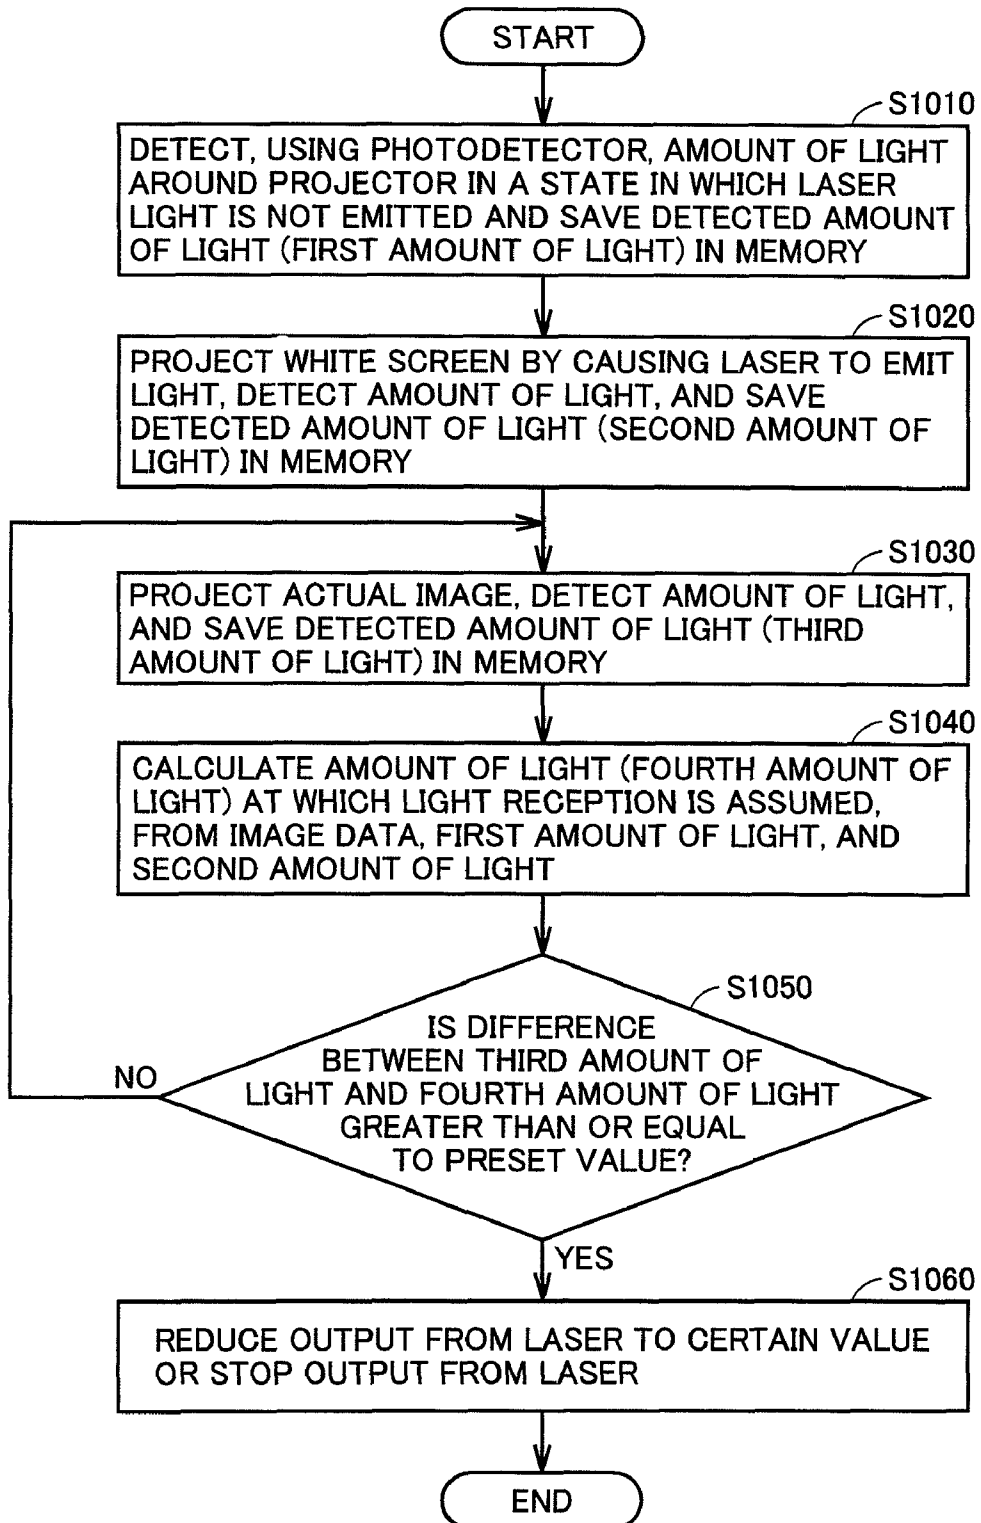 START
S1010
DETECT, USING PHOTODETECTOR, AMOUNT OF LIGHT
AROUND PROJECTOR IN A STATE IN WHICH LASER
LIGHT IS NOT EMITTED AND SAVE DETECTED AMOUNT
OF LIGHT (FIRST AMOUNT OF LIGHT) IN MEMORY
S1020
PROJECT WHITE SCREEN BY CAUSING LASER TO EMIT
LIGHT, DETECT AMOUNT OF LIGHT, AND SAVE
DETECTED AMOUNT OF LIGHT (SECOND AMOUNT OF
LIGHT) IN MEMORY
S1030
PROJECT ACTUAL IMAGE, DETECT AMOUNT OF LIGHT,
AND SAVE DETECTED AMOUNT OF LIGHT (THIRD
AMOUNT OF LIGHT) IN MEMORY
S1040
CALCULATE AMOUNT OF LIGHT (FOURTH AMOUNT OF
LIGHT) AT WHICH LIGHT RECEPTION IS ASSUMED,
FROM IMAGE DATA, FIRST AMOUNT OF LIGHT, AND
SECOND AMOUNT OF LIGHT
S1050
IS DIFFERENCE
BETWEEN THIRD AMOUNT OF
LIGHT AND FOURTH AMOUNT OF LIGHT
GREATER THAN OR EQUAL
TO PRESET VALUE?
NO
YES
S1060
REDUCE OUTPUT FROM LASER TO CERTAIN VALUE
OR STOP OUTPUT FROM LASER
END